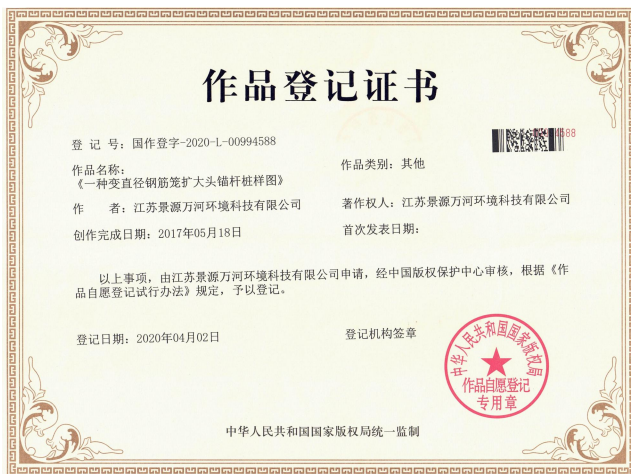 作品登记证书
登 记 号：国作登字-2020-L-00994588
作品名称：
《一种变直径钢筋笼扩大头锚杆桩样图》
作品类别：其他
作 者：江苏景源万河环境科技有限公司
著作权人：江苏景源万河环境科技有限公司
创作完成日期：2017年05月18日
首次发表日期：
以上事项，由江苏景源万河环境科技有限公司申请，经中国版权保护中心审核，根据《作
品自愿登记试行办法》规定，予以登记。
登记日期：2020年04月02日
登记机构签章
中华人民共和国国家版权局
作品自愿登记
专用章
中华人民共和国国家版权局统一监制